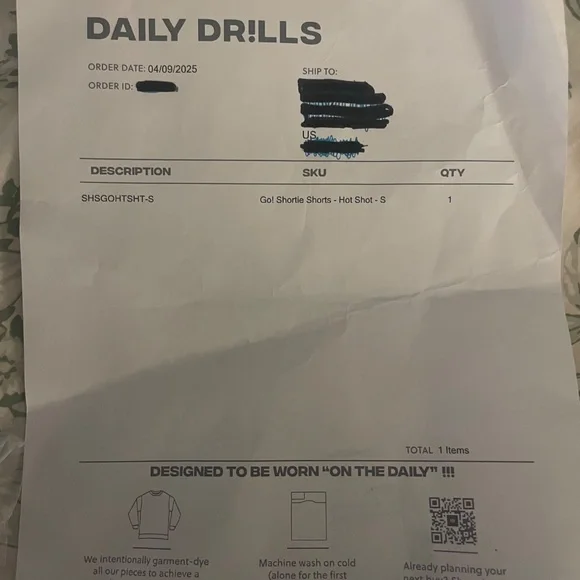 DAILY DR!LLS
ORDER DATE: 04/09/2025
ORDER ID:
SHIP TO:
US
DESCRIPTION SKU QTY
SHSGOHTSHT-S Go! Shortie Shorts - Hot Shot - S 1
TOTAL 1 Items
DESIGNED TO BE WORN “ON THE DAILY” !!!
We intentionally garment-dye
all our pieces to achieve a
Machine wash on cold
(alone for the first
Already planning your